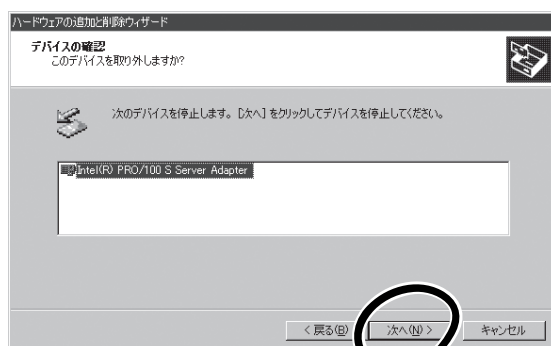 ハードウェアの追加と削除ウィザード
デバイスの確認
このデバイスを取り外しますか?
次のデバイスを停止します。[次へ] をクリックしてデバイスを停止してください。
Intel(R) PRO/100 S Server Adapter
< 戻る(B)
次へ(N) >
キャンセル